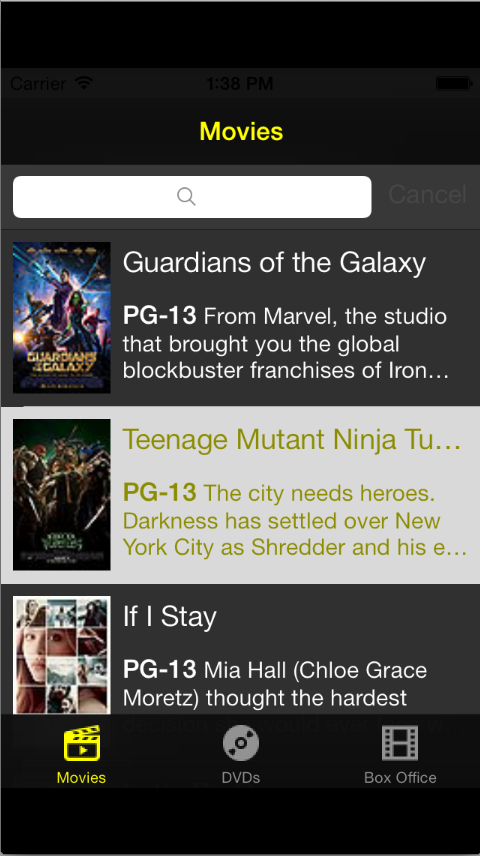 Carrier 1:38 PM
Movies
Cancel
Guardians of the Galaxy
PG-13 From Marvel, the studio
that brought you the global
blockbuster franchises of Iron…
GUARDIANS
OF THE
GALAXY
Teenage Mutant Ninja Tu…
PG-13 The city needs heroes.
Darkness has settled over New
York City as Shredder and his e…
If I Stay
PG-13 Mia Hall (Chloe Grace
Moretz) thought the hardest
Movies DVDs Box Office